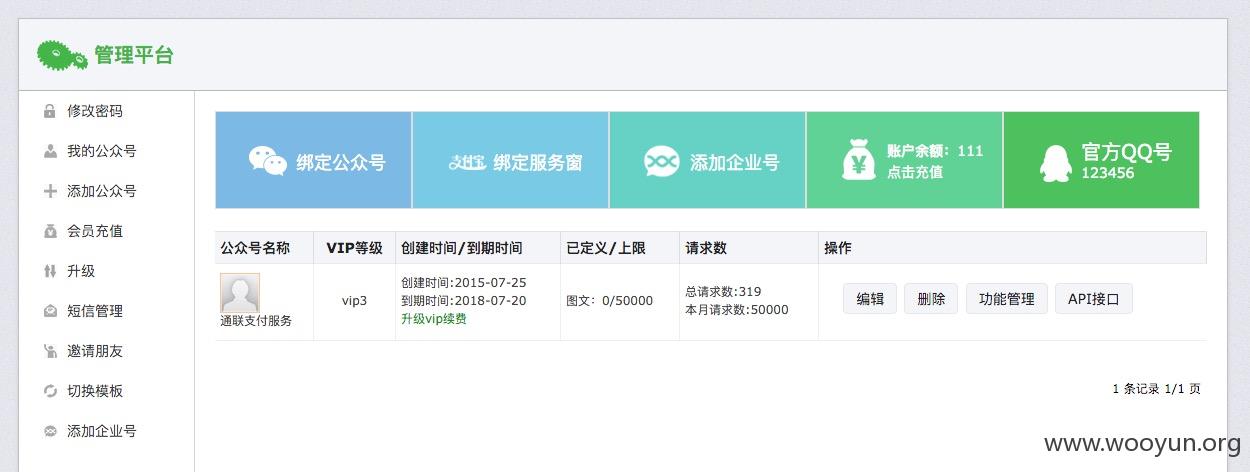 管理平台
修改密码
我的公众号
添加公众号
会员充值
升级
短信管理
邀请朋友
切换模板
添加企业号
绑定公众号
支付宝
绑定服务窗
添加企业号
账户余额：111
点击充值
官方QQ号
123456
公众号名称 VIP等级 创建时间/到期时间 已定义/上限 请求数 操作
通联支付服务
vip3
创建时间:2015-07-25
到期时间:2018-07-20
升级vip续费
图文：0/50000
总请求数:319
本月请求数:50000
编辑 删除 功能管理 API接口
1 条记录 1/1 页
www.wooyun.org